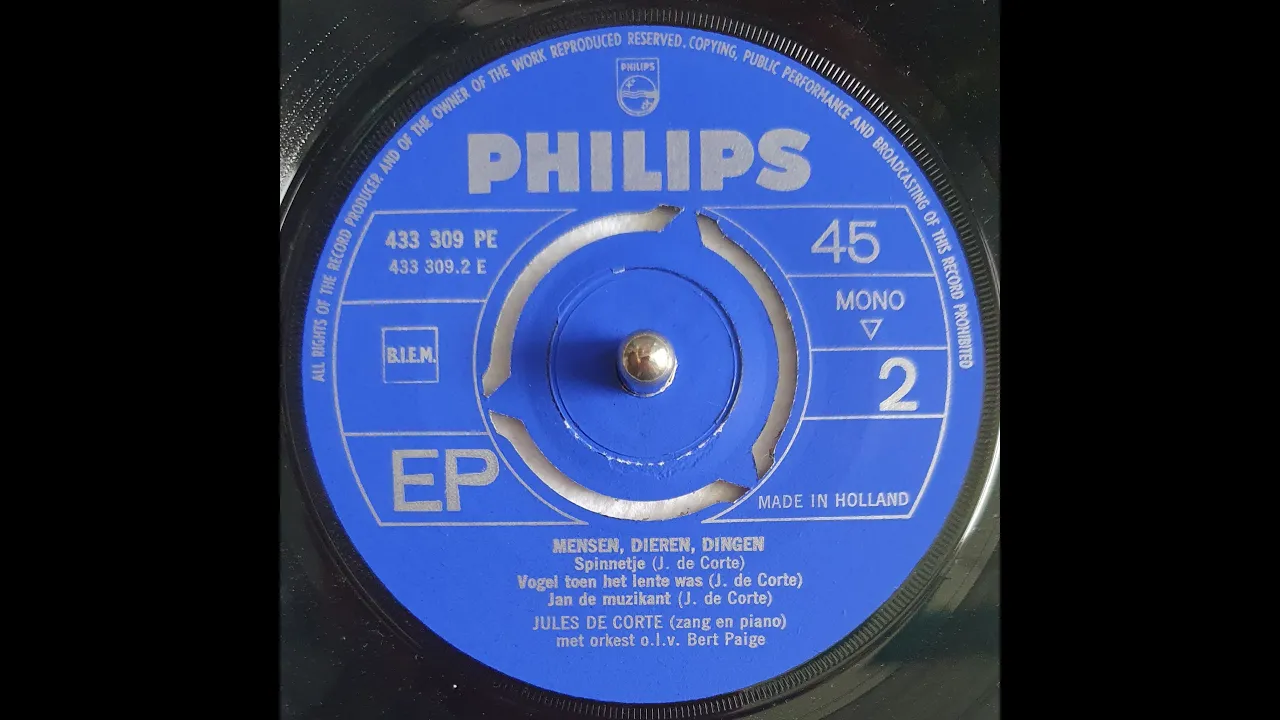 ALL RIGHTS OF THE RECORD PRODUCER AND OF THE OWNER OF THE WORK REPRODUCED RESERVED. COPYING, PUBLIC PERFORMANCE AND BROADCASTING OF THIS RECORD PROHIBITED
PHILIPS
PHILIPS
433 309 PE
433 309.2 E
45
MONO
B.I.E.M.
2
EP
MADE IN HOLLAND
MENSEN, DIEREN, DINGEN
Spinnetje (J. de Corte)
Vogel toen het lente was (J. de Corte)
Jan de muzikant (J. de Corte)
JULES DE CORTE (zang en piano)
met orkest o.l.v. Bert Paige